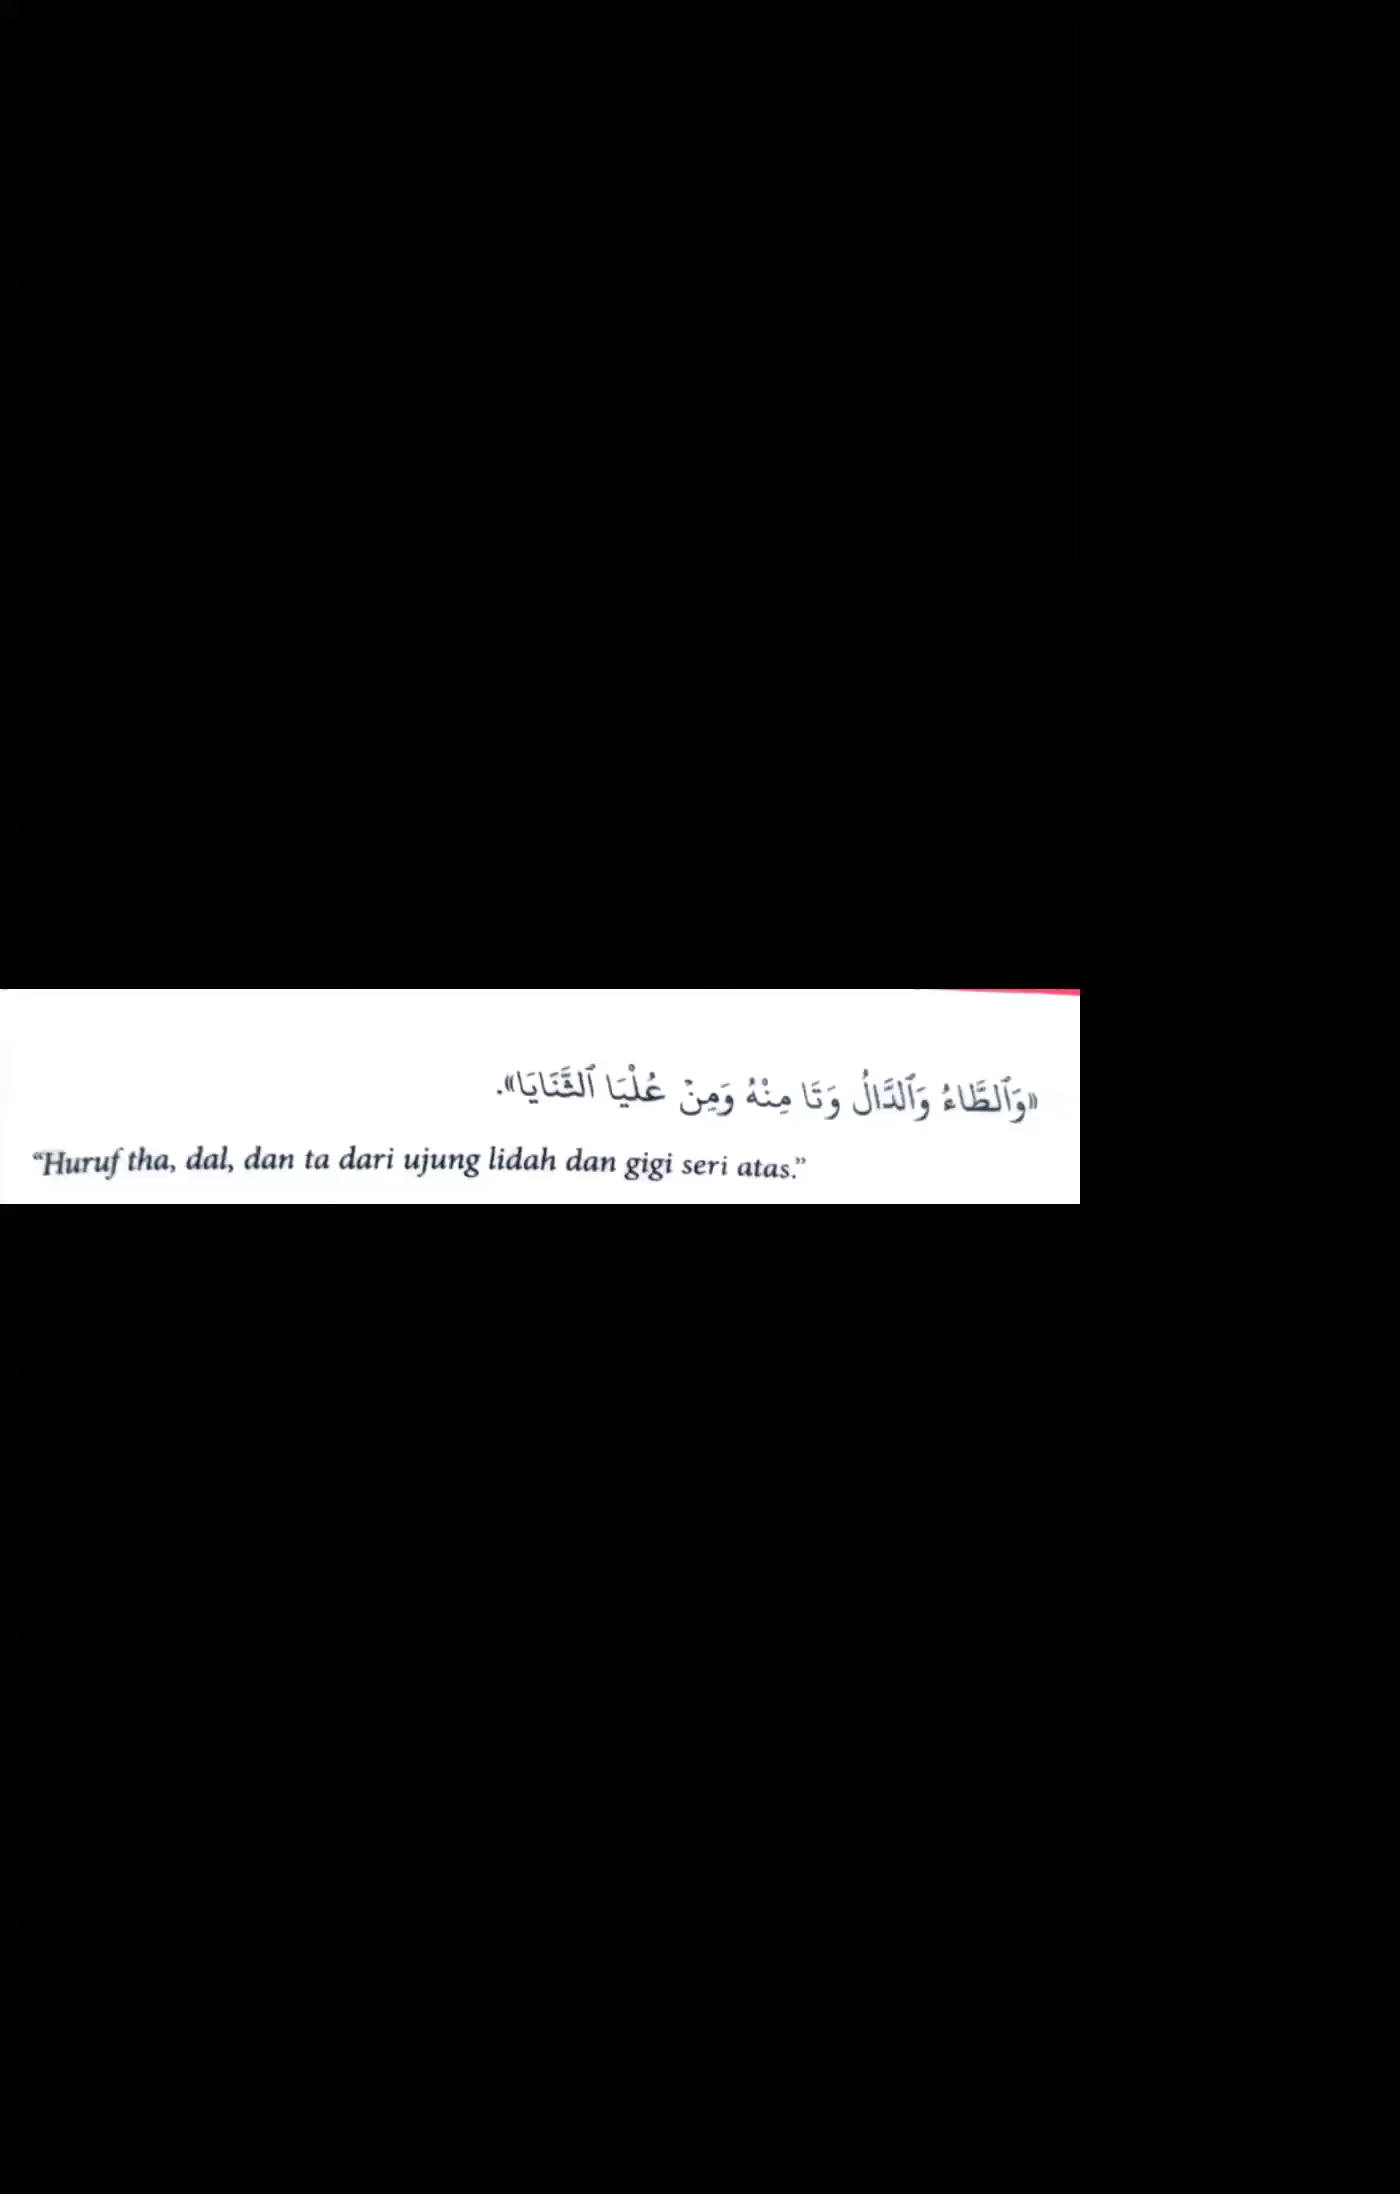 «وَٱلطَّاءُ وَٱلدَّالُ وَتَا مِنْهُ وَمِنْ عُلْيَا ٱلثَّنَايَا».
“Huruf tha, dal, dan ta dari ujung lidah dan gigi seri atas.”